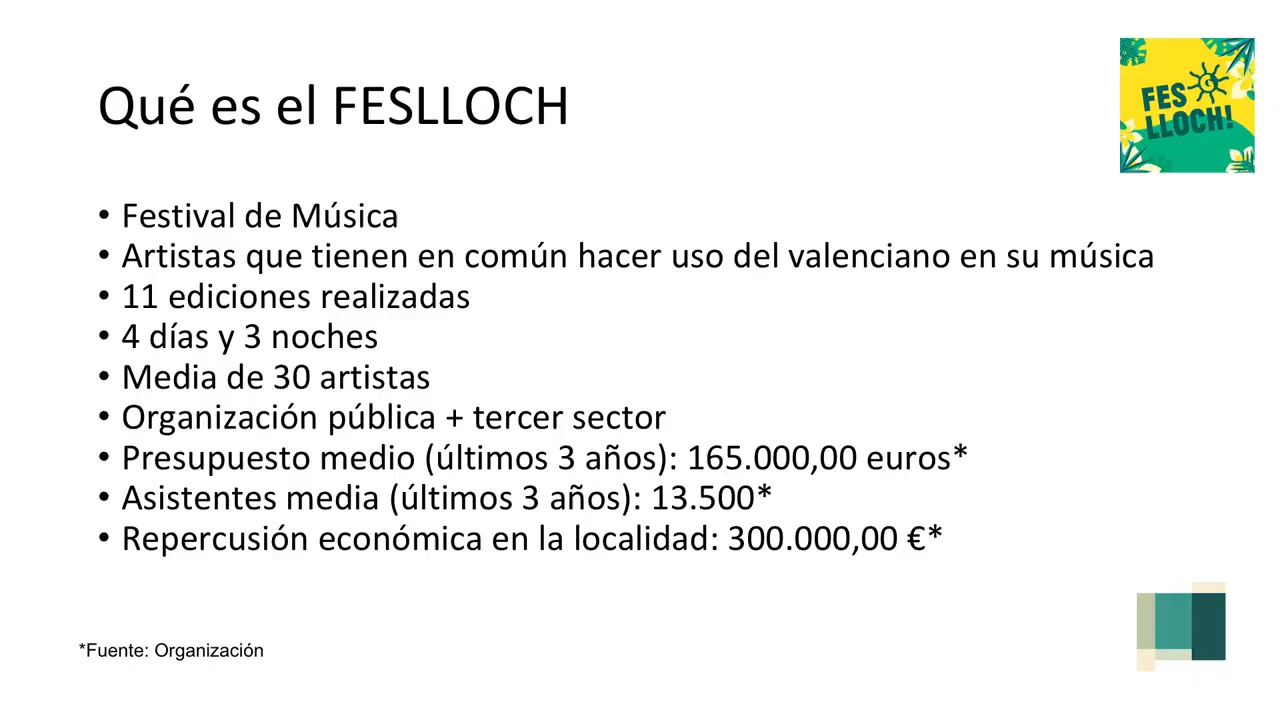 Qué es el FESLLOCH
FES
LLOCH!
• Festival de Música
• Artistas que tienen en común hacer uso del valenciano en su música
• 11 ediciones realizadas
• 4 días y 3 noches
• Media de 30 artistas
• Organización pública + tercer sector
• Presupuesto medio (últimos 3 años): 165.000,00 euros*
• Asistentes media (últimos 3 años): 13.500*
• Repercusión económica en la localidad: 300.000,00 €*
*Fuente: Organización